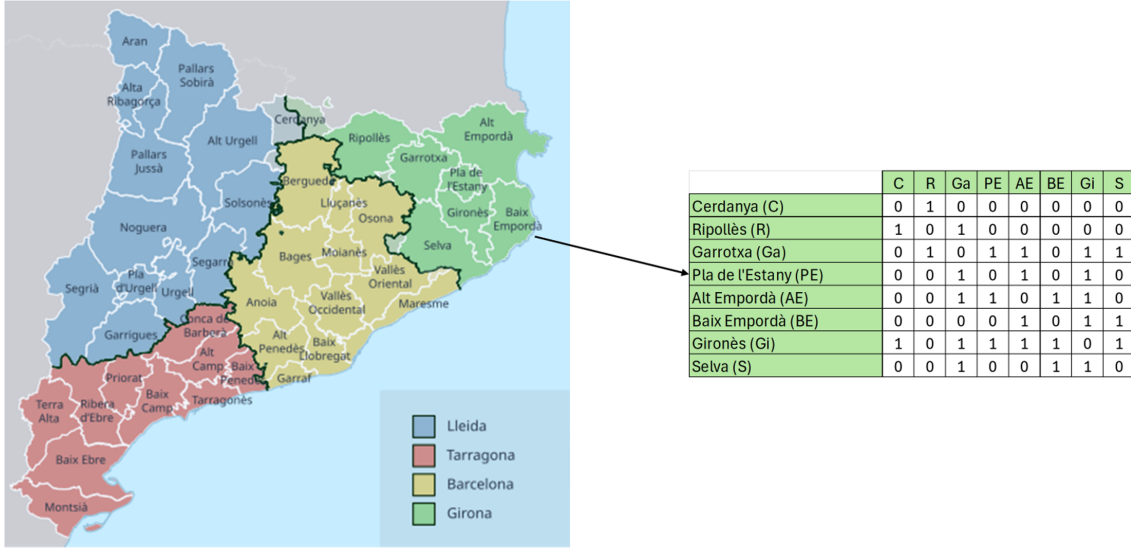 Aran
Pallars
Sobirà
Alta
Ribagorça
Cerdanya
Alt Urgell
Pallars
Jussà
Ripollès
Alt
Empordà
Garrotxa
Pla de
l'Estany
Berguedà
Solsonès
Lluçanès
Osona
Gironès
Baix
Empordà
Noguera
Selva
Bages
Moianès
Segarra
Vallès
Oriental
Segrià
Pla
d'Urgell
Urgell
Anoia
Vallès
Occidental
Maresme
Garrigues
Conca de
Barberà
Alt
Penedès
Baix
Llobregat
Alt
Camp
Baix
Penedès
Garraf
Priorat
Terra
Alta
Ribera
d'Ebre
Baix
Camp
Tarragonès
Baix Ebre
Montsià
Lleida
Tarragona
Barcelona
Girona
C R Ga PE AE BE Gi S
Cerdanya (C) 0 1 0 0 0 0 0 0
Ripollès (R) 1 0 1 0 0 0 0 0
Garrotxa (Ga) 0 1 0 1 1 0 1 1
Pla de l'Estany (PE) 0 0 1 0 1 0 1 0
Alt Empordà (AE) 0 0 1 1 0 1 1 0
Baix Empordà (BE) 0 0 0 0 1 0 1 1
Gironès (Gi) 1 0 1 1 1 1 0 1
Selva (S) 0 0 1 0 0 1 1 0